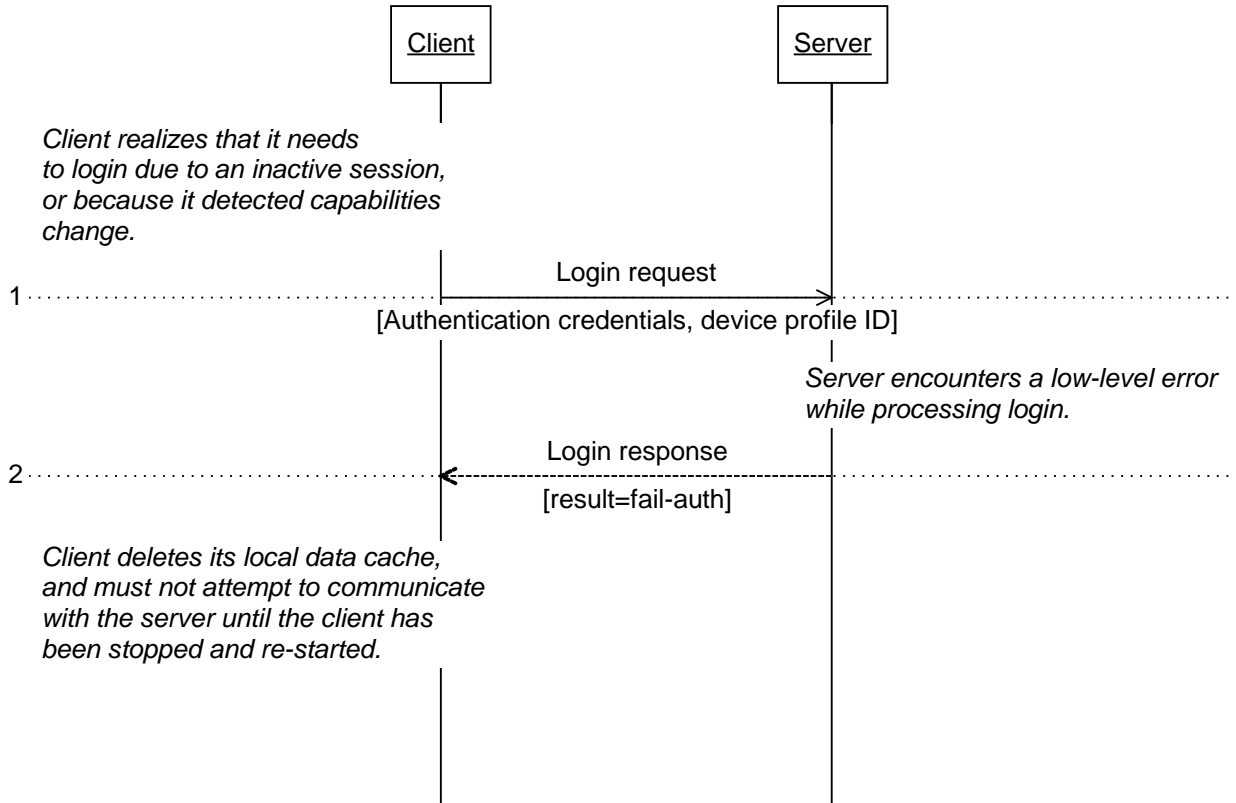 Client
Server
Client realizes that it needs
to login due to an inactive session,
or because it detected capabilities
change.
Login request
1
[Authentication credentials, device profile ID]
Server encounters a low-level error
while processing login.
Login response
2
[result=fail-auth]
Client deletes its local data cache,
and must not attempt to communicate
with the server until the client has
been stopped and re-started.